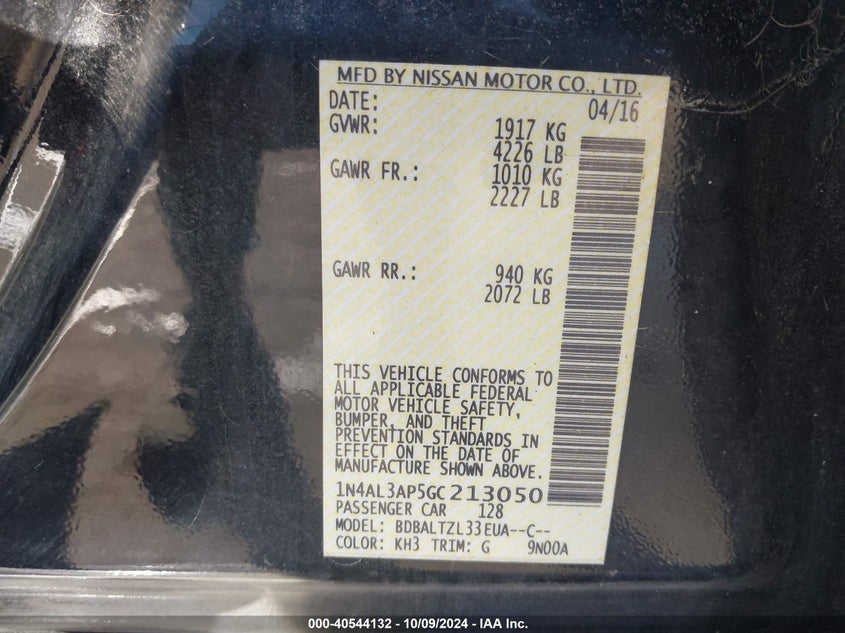 MFD BY NISSAN MOTOR CO., LTD.
DATE: 04/16
GVWR: 1917 KG
4226 LB
GAWR FR.: 1010 KG
2227 LB
GAWR RR.: 940 KG
2072 LB
THIS VEHICLE CONFORMS TO
ALL APPLICABLE FEDERAL
MOTOR VEHICLE SAFETY,
BUMPER, AND THEFT
PREVENTION STANDARDS IN
EFFECT ON THE DATE OF
MANUFACTURE SHOWN ABOVE.
1N4AL3AP5GC213050
PASSENGER CAR 128
MODEL: BDBALTZL33EUA--C--
COLOR: KH3 TRIM: G 9N00A
000-40544132 - 10/09/2024 - IAA Inc.